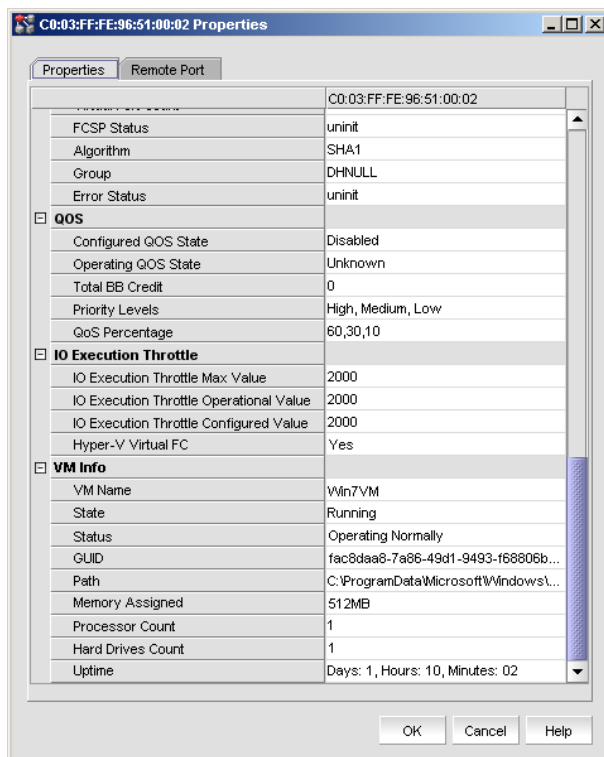 C0:03:FF:FE:96:51:00:02 Properties
Properties Remote Port
C0:03:FF:FE:96:51:00:02
FCSP Status uninit
Algorithm SHA1
Group DHNULL
Error Status uninit
QOS
Configured QOS State Disabled
Operating QOS State Unknown
Total BB Credit 0
Priority Levels High, Medium, Low
QoS Percentage 60,30,10
IO Execution Throttle
IO Execution Throttle Max Value 2000
IO Execution Throttle Operational Value 2000
IO Execution Throttle Configured Value 2000
Hyper-V Virtual FC Yes
VM Info
VM Name Win7VM
State Running
Status Operating Normally
GUID fac8daa8-7a86-49d1-9493-f68806b...
Path C:\ProgramData\Microsoft\Windows\...
Memory Assigned 512MB
Processor Count 1
Hard Drives Count 1
Uptime Days: 1, Hours: 10, Minutes: 02
OK Cancel Help